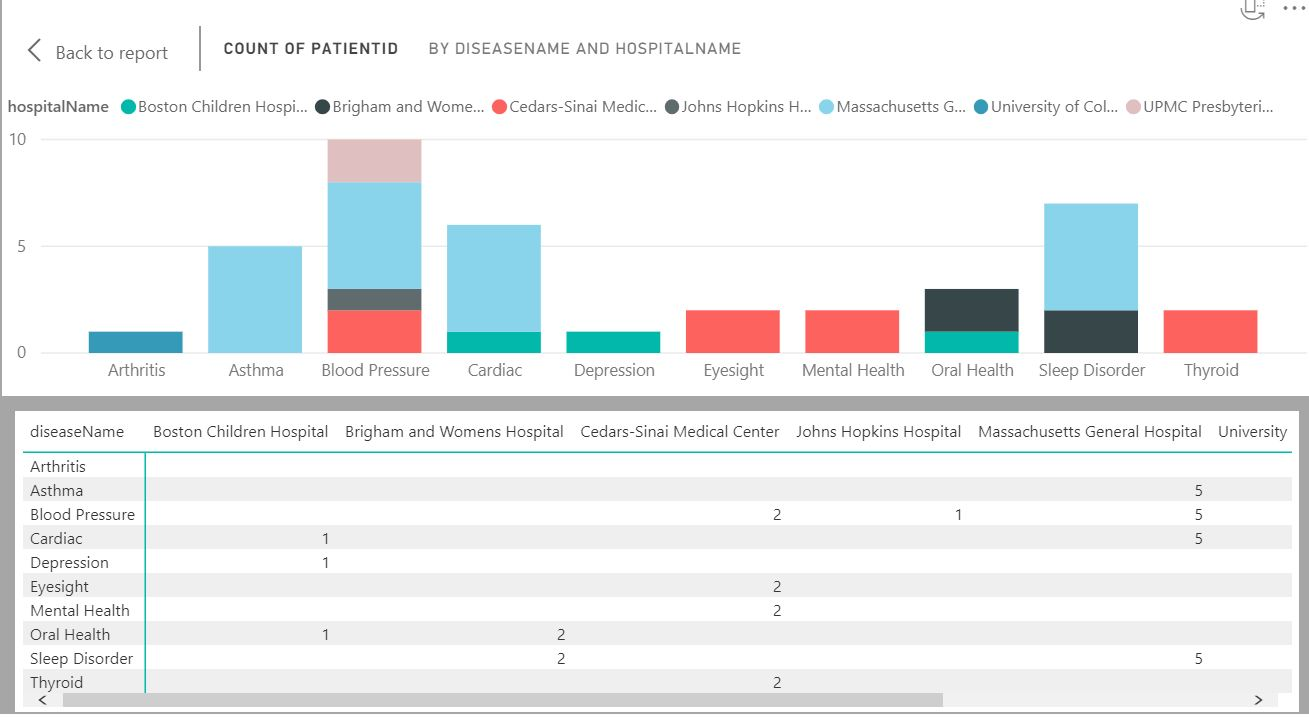 Back to report COUNT OF PATIENTID BY DISEASENAME AND HOSPITALNAME
hospitalName Boston Children Hospi... Brigham and Wome... Cedars-Sinai Medic... Johns Hopkins H... Massachusetts G... University of Col... UPMC Presbyteri...
10
5
0
Arthritis Asthma Blood Pressure Cardiac Depression Eyesight Mental Health Oral Health Sleep Disorder Thyroid
diseaseName Boston Children Hospital Brigham and Womens Hospital Cedars-Sinai Medical Center Johns Hopkins Hospital Massachusetts General Hospital University
Arthritis
Asthma 5
Blood Pressure 2 1 5
Cardiac 1 5
Depression 1
Eyesight 2
Mental Health 2
Oral Health 1 2
Sleep Disorder 2 5
Thyroid 2